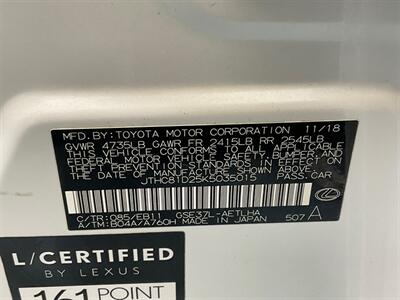 MFD.BY:TOYOTA MOTOR CORPORATION 11/18
GVWR 4735LB GAWR FR 2415LB RR 2545LB
THIS VEHICLE CONFORMS TO ALL APPLICABLE
FEDERAL MOTOR VEHICLE SAFETY, BUMPER, AND
THEFT PREVENTION STANDARDS IN EFFECT ON THE
DATE OF MANUFACTURE SHOWN ABOVE.
JTHC81D25K5035015 PASS.CAR
C/TR:085/EB11 GSE37L-AETLHA
A/TM:B04A/A760H MADE IN JAPAN 507 A
L/CERTIFIED
BY LEXUS
161 POINT